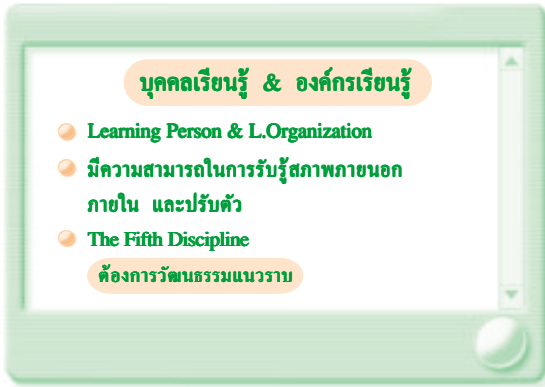 บุคคลเรียนรู้ & องค์กรเรียนรู้
Learning Person & L.Organization
มีความสามารถในการรับรู้สภาพภายนอก
ภายใน และปรับตัว
The Fifth Discipline
ต้องการวัฒนธรรมแนวราบ